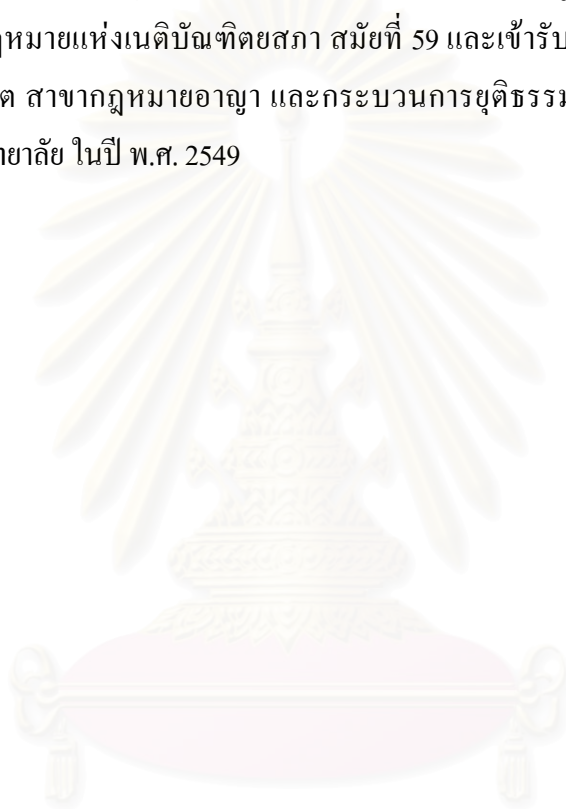 หมายแห่งเนติบัณฑิตยสภา สมัยที่ 59 และเข้ารับ
ต สาขากฎหมายอาญา และกระบวนการยุติธรรม
ยาลัย ในปี พ.ศ. 2549